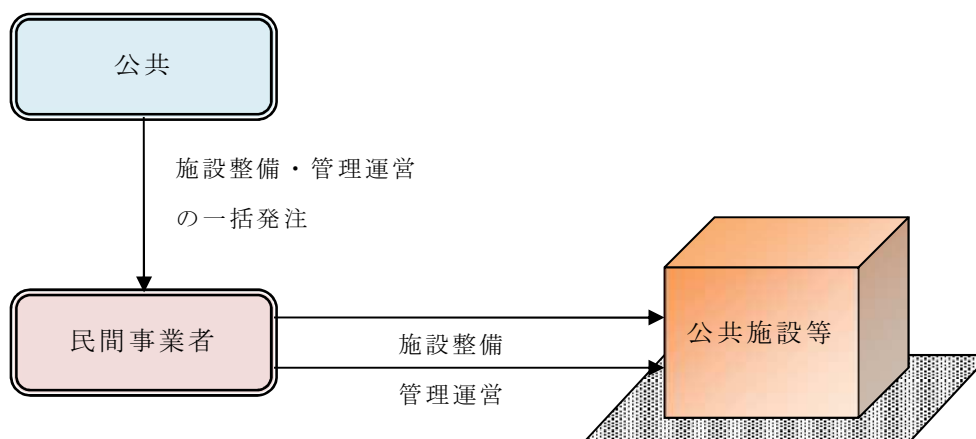 公共
施設整備・管理運営
の一括発注
民間事業者
施設整備
管理運営
公共施設等